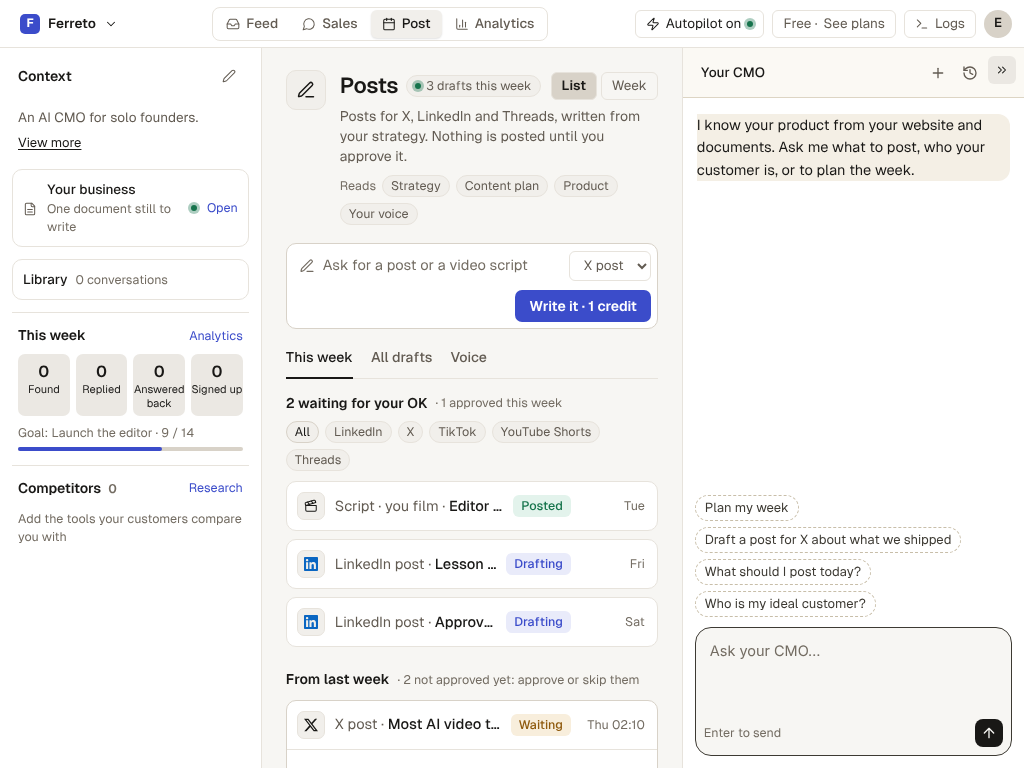 F Ferreto
Feed
Sales
Post
Analytics
Autopilot on
Free · See plans
Logs
E
Context
An AI CMO for solo founders.
View more
Your business
One document still to
write
Open
Library 0 conversations
This week
Analytics
0
Found
0
Replied
0
Answered
back
0
Signed up
Goal: Launch the editor · 9 / 14
Competitors 0
Research
Add the tools your customers compare
you with
Posts
3 drafts this week
List
Week
Posts for X, LinkedIn and Threads, written from
your strategy. Nothing is posted until you
approve it.
Reads Strategy Content plan Product
Your voice
Ask for a post or a video script
X post
Write it · 1 credit
This week
All drafts
Voice
2 waiting for your OK · 1 approved this week
All LinkedIn X TikTok YouTube Shorts
Threads
Script · you film · Editor ... Posted Tue
LinkedIn post · Lesson ... Drafting Fri
LinkedIn post · Approv... Drafting Sat
From last week · 2 not approved yet: approve or skip them
X post · Most AI video t... Waiting Thu 02:10
Your CMO
I know your product from your website and
documents. Ask me what to post, who your
customer is, or to plan the week.
Plan my week
Draft a post for X about what we shipped
What should I post today?
Who is my ideal customer?
Ask your CMO...
Enter to send